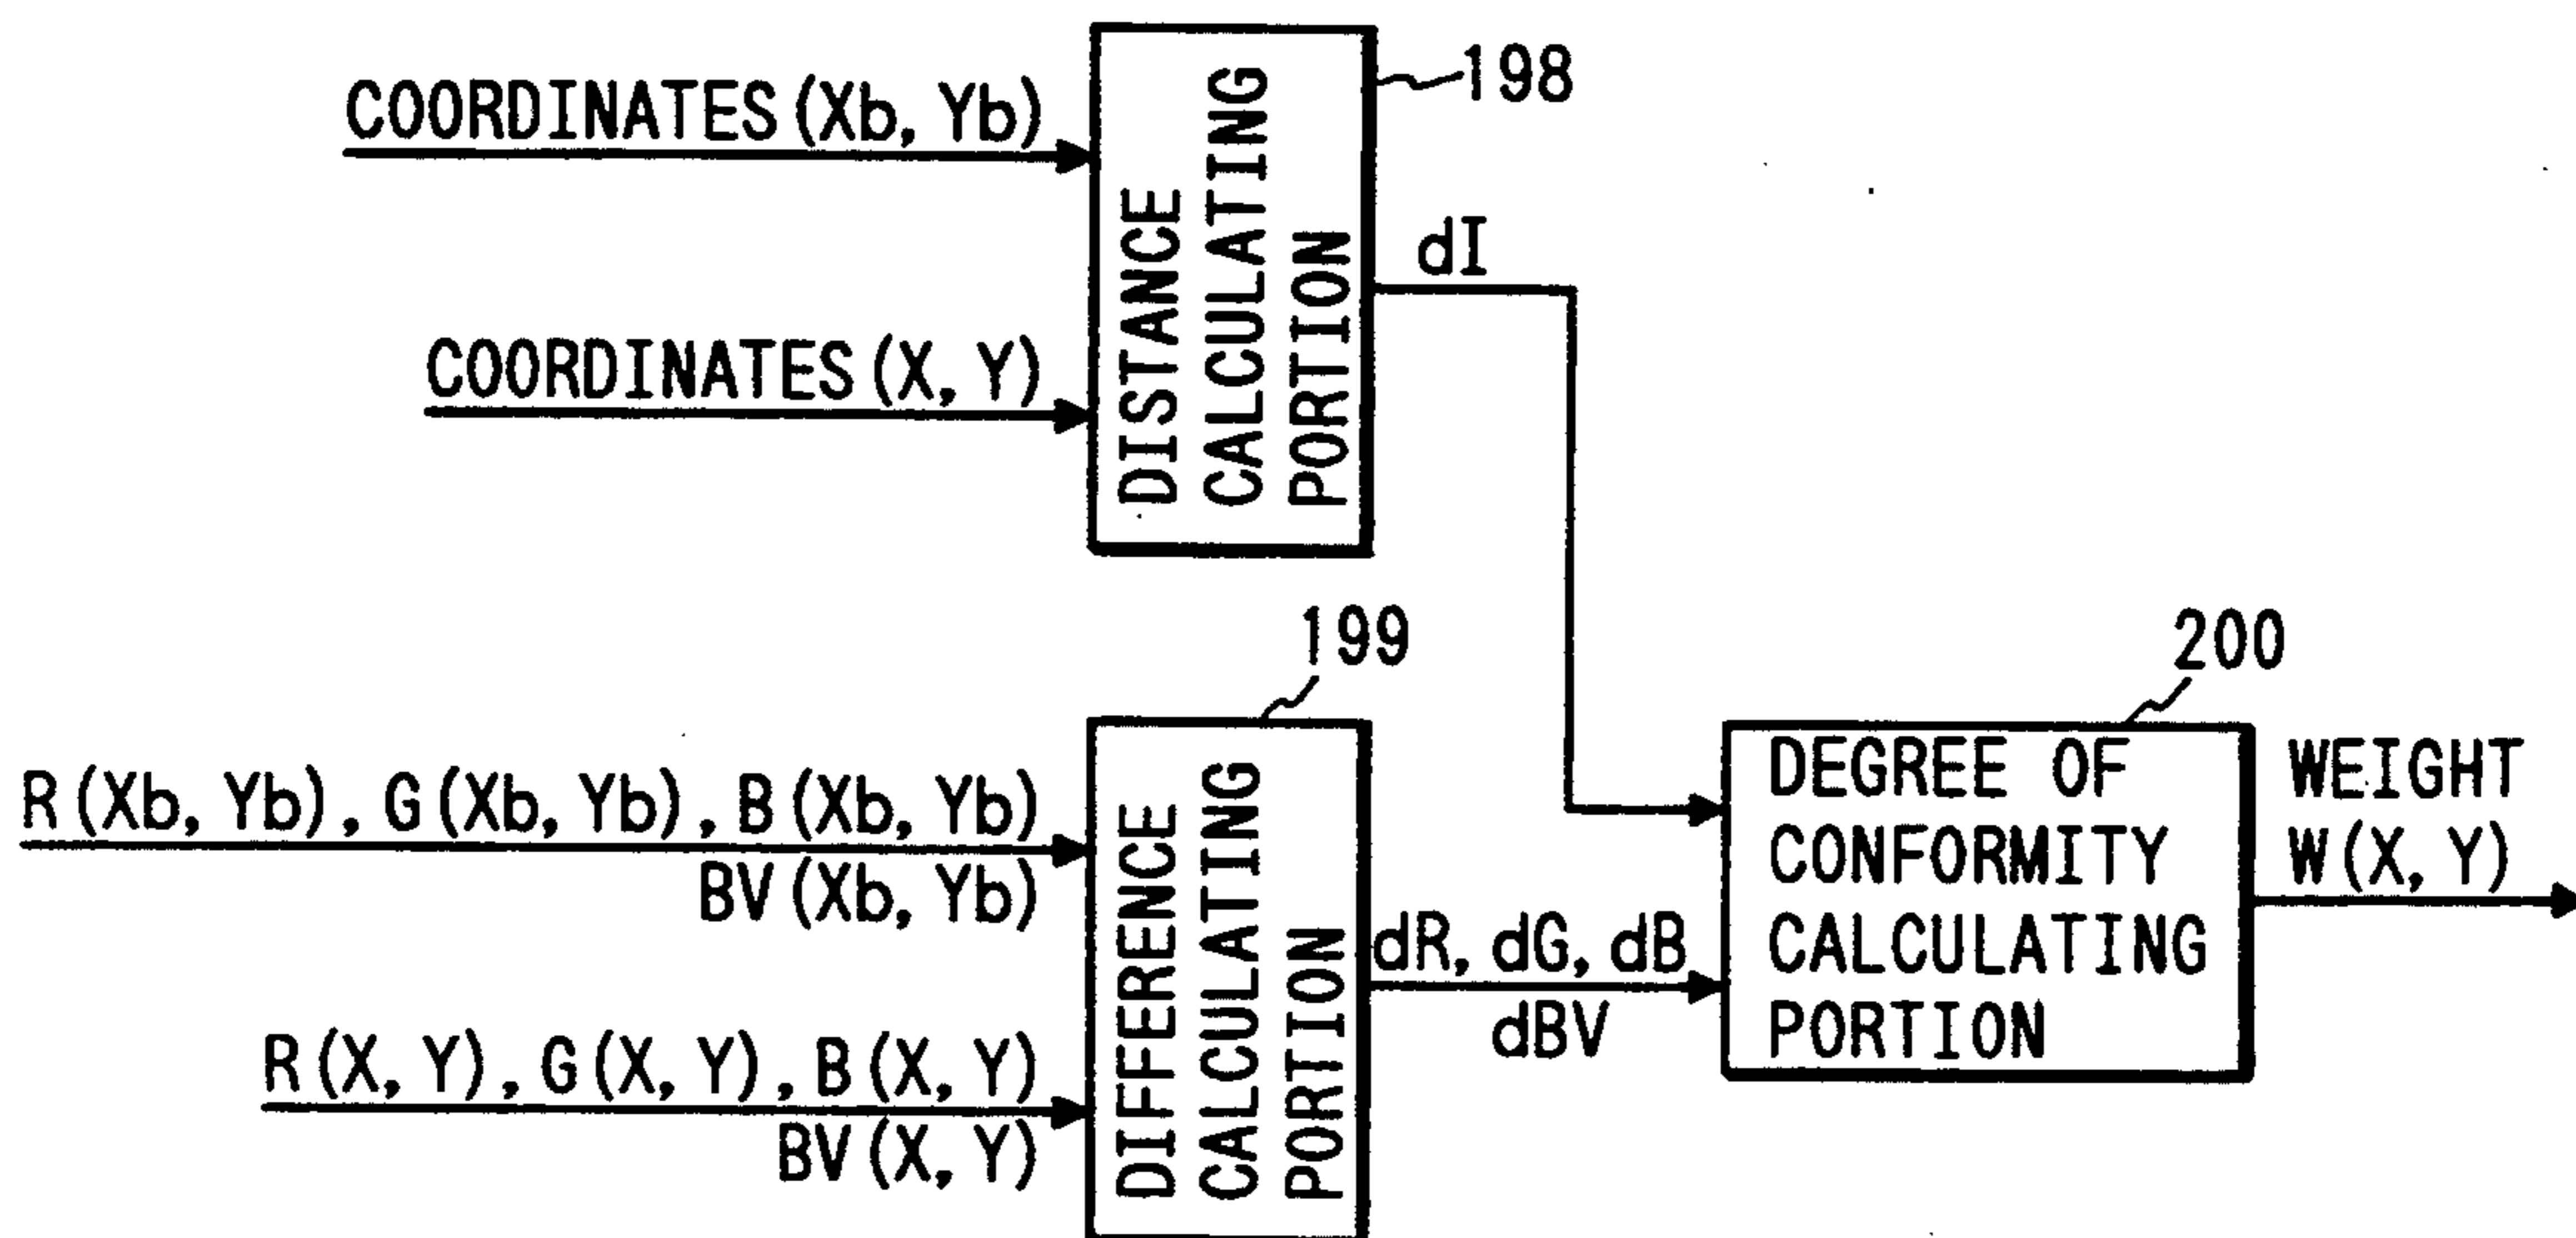 COORDINATES (Xb, Yb)
COORDINATES (X, Y)
DISTANCE
CALCULATING
PORTION
198
dI
R (Xb, Yb), G (Xb, Yb), B (Xb, Yb)
BV (Xb, Yb)
R (X, Y), G (X, Y), B (X, Y)
BV (X, Y)
DIFFERENCE
CALCULATING
PORTION
199
dR, dG, dB
dBV
200
DEGREE OF
CONFORMITY
CALCULATING
PORTION
WEIGHT
W (X, Y)